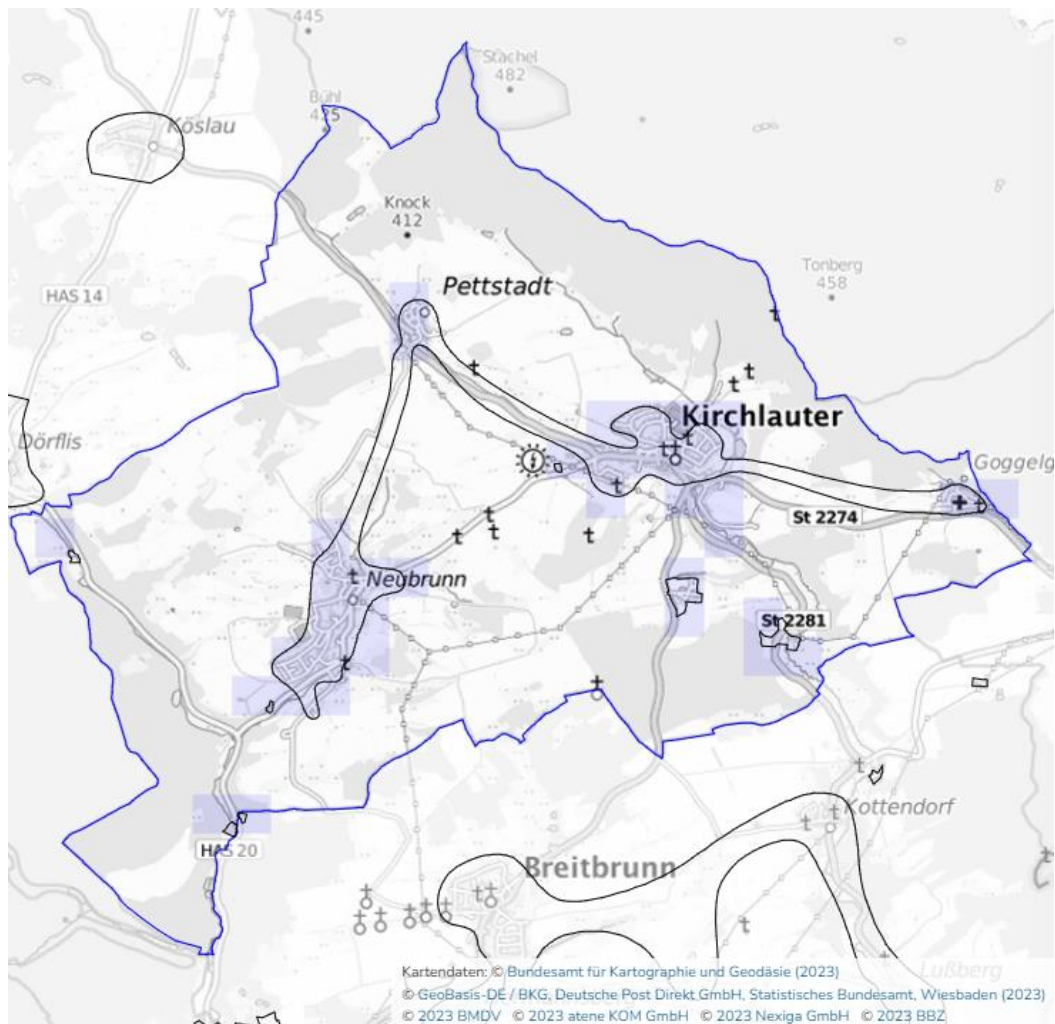 445
Stachel
482
Bühl
425
Köslau
Knock
412
Tonberg
458
Pettstadt
HAS 14
Kirchlauter
Dörflis
Goggelg
St 2274
Neubrunn
St 2281
Kottendorf
HAS 20
Breitbrunn
Lußberg
Kartendaten: © Bundesamt für Kartographie und Geodäsie (2023)
© GeoBasis-DE / BKG, Deutsche Post Direkt GmbH, Statistisches Bundesamt, Wiesbaden (2023)
© 2023 BMDV © 2023 atene KOM GmbH © 2023 Nexiga GmbH © 2023 BBZ